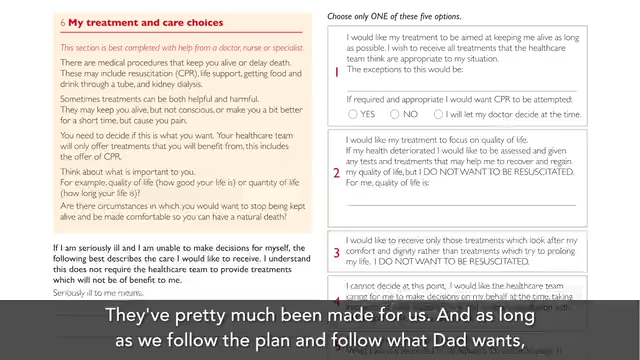 6 My treatment and care choices
This section is best completed with help from a doctor, nurse or specialist.
There are medical procedures that keep you alive or delay death.
These may include resuscitation (CPR), life support, getting food and
drink through a tube, and kidney dialysis.
Sometimes treatments can be both helpful and harmful.
They may keep you alive, but not conscious, or make you a bit better
for a short time, but cause you pain.
You need to decide if this is what you want. Your healthcare team
will only offer treatments that you will benefit from, this includes
the offer of CPR.
Think about what is important to you.
For example, quality of life (how good your life is) or quantity of life
(how long your life is)?
Are there circumstances in which you would want to stop being kept
alive and be made comfortable so you can have a natural death?
If I am seriously ill and I am unable to make decisions for myself, the
following best describes the care I would like to receive. I understand
this does not require the healthcare team to provide treatments
which will not be of benefit to me.
Seriously ill to me means:
Choose only ONE of these five options.
1
I would like my treatment to be aimed at keeping me alive as long
as possible. I wish to receive all treatments that the healthcare
team think are appropriate to my situation.
The exceptions to this would be:
If required and appropriate I would want CPR to be attempted:
YES NO I will let my doctor decide at the time.
2
I would like my treatment to focus on quality of life.
If my health deteriorated I would like to be assessed and given
any tests and treatments that may help me to recover and regain
my quality of life, but I DO NOT WANT TO BE RESUSCITATED.
For me, quality of life is:
3
I would like to receive only those treatments which look after my
comfort and dignity rather than treatments which try to prolong
my life. I DO NOT WANT TO BE RESUSCITATED.
4
I cannot decide at this point. I would like the healthcare team
caring for me to make decisions on my behalf at the time, taking
They've pretty much been made for us. And as long
as we follow the plan and follow what Dad wants,